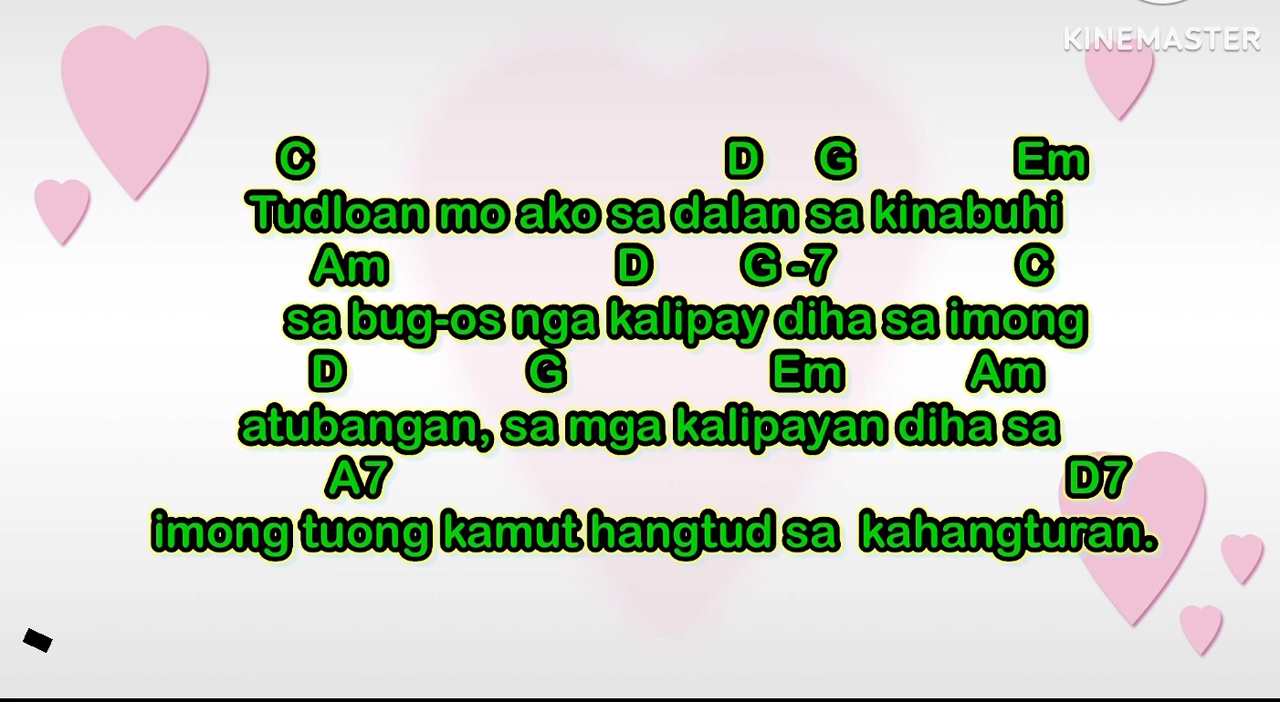 KINEMASTER
C D G Em
Tudloan mo ako sa dalan sa kinabuhi
Am D G -7 C
sa bug-os nga kalipay diha sa imong
D G Em Am
atubangan, sa mga kalipayan diha sa
A7 D7
imong tuong kamut hangtud sa kahangturan.